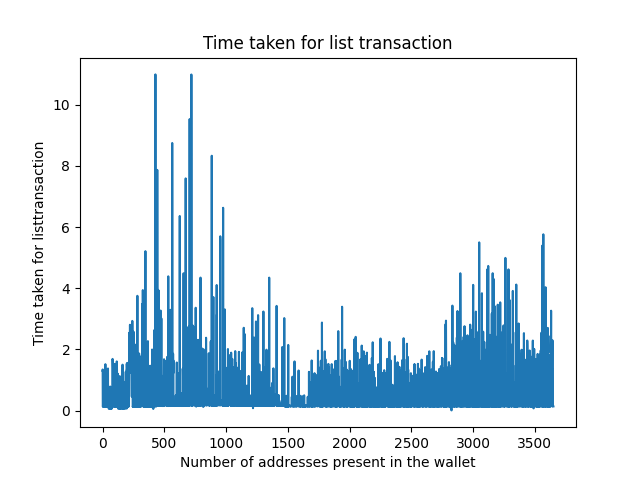 Time taken for list transaction
Time taken for listtransaction
10
8
6
4
2
0
0 500 1000 1500 2000 2500 3000 3500
Number of addresses present in the wallet